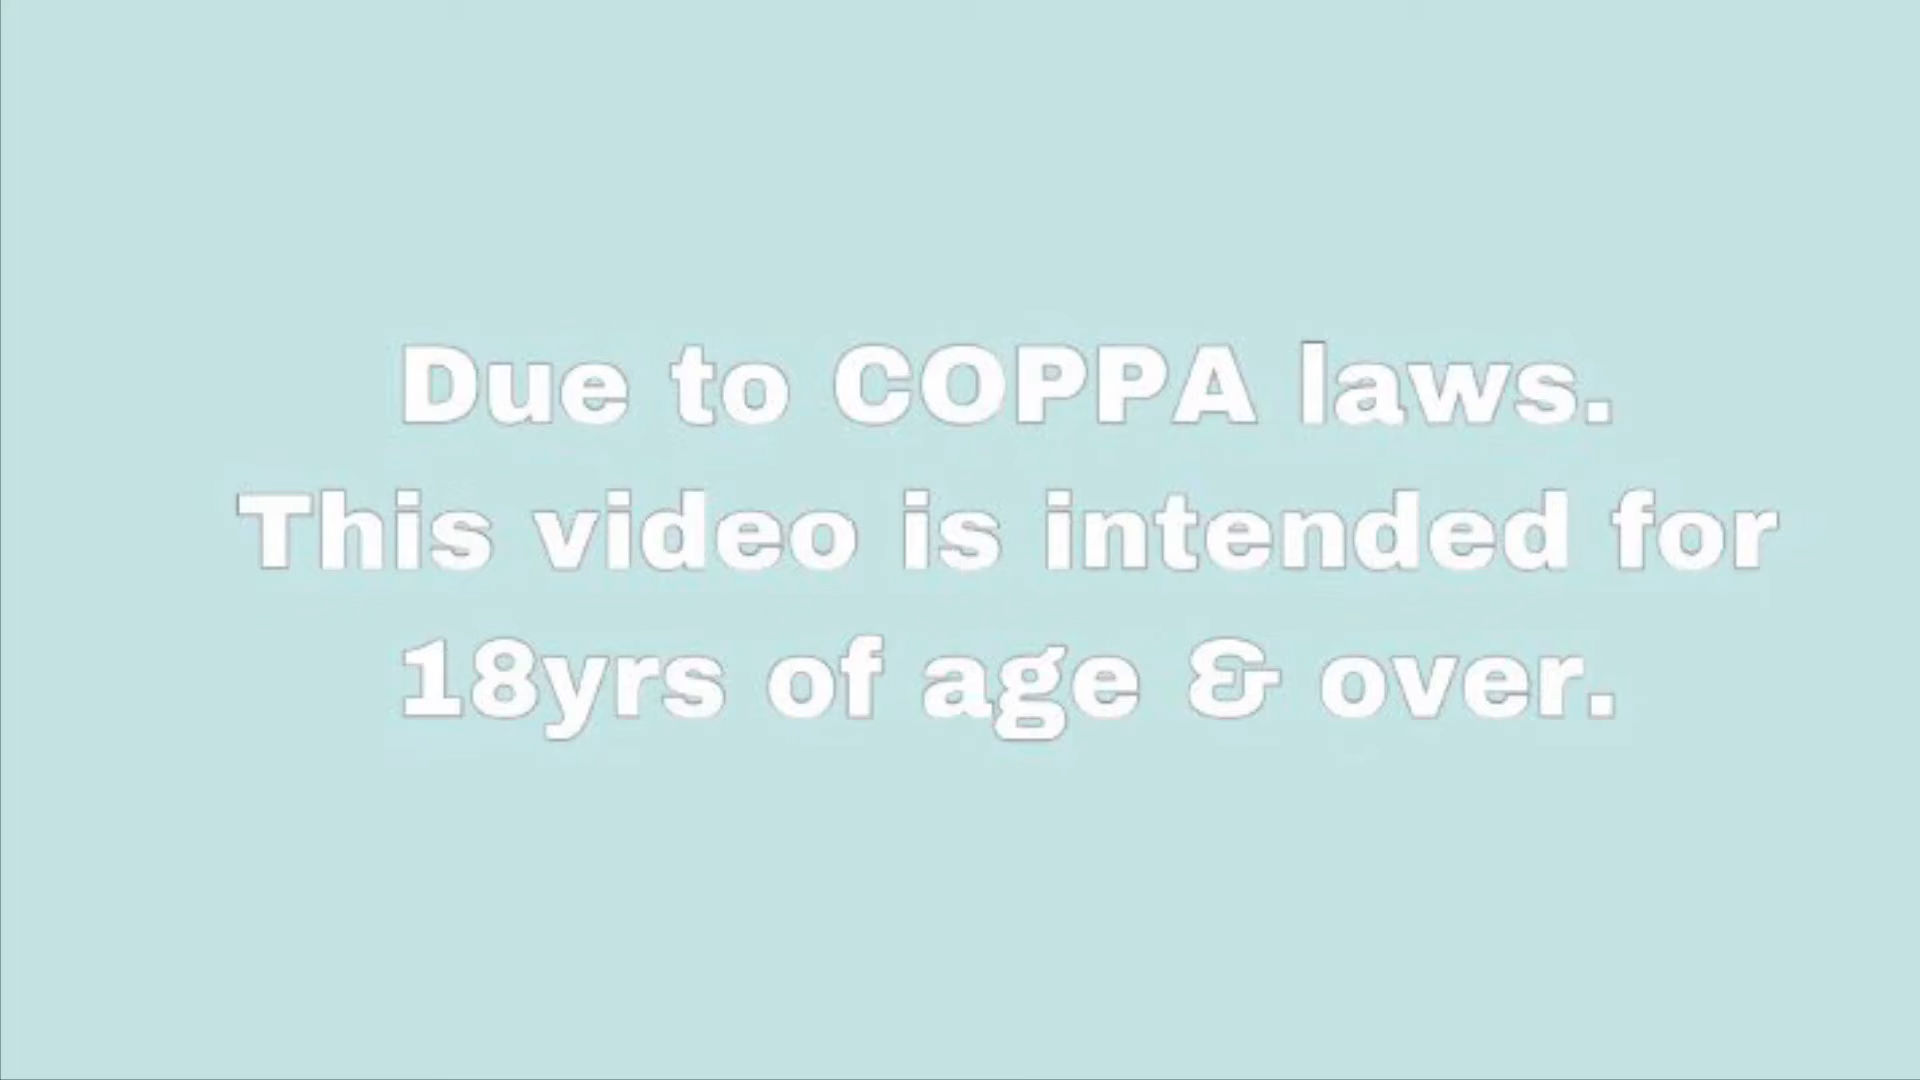 Due to COPPA laws.
This video is intended for
18yrs of age & over.